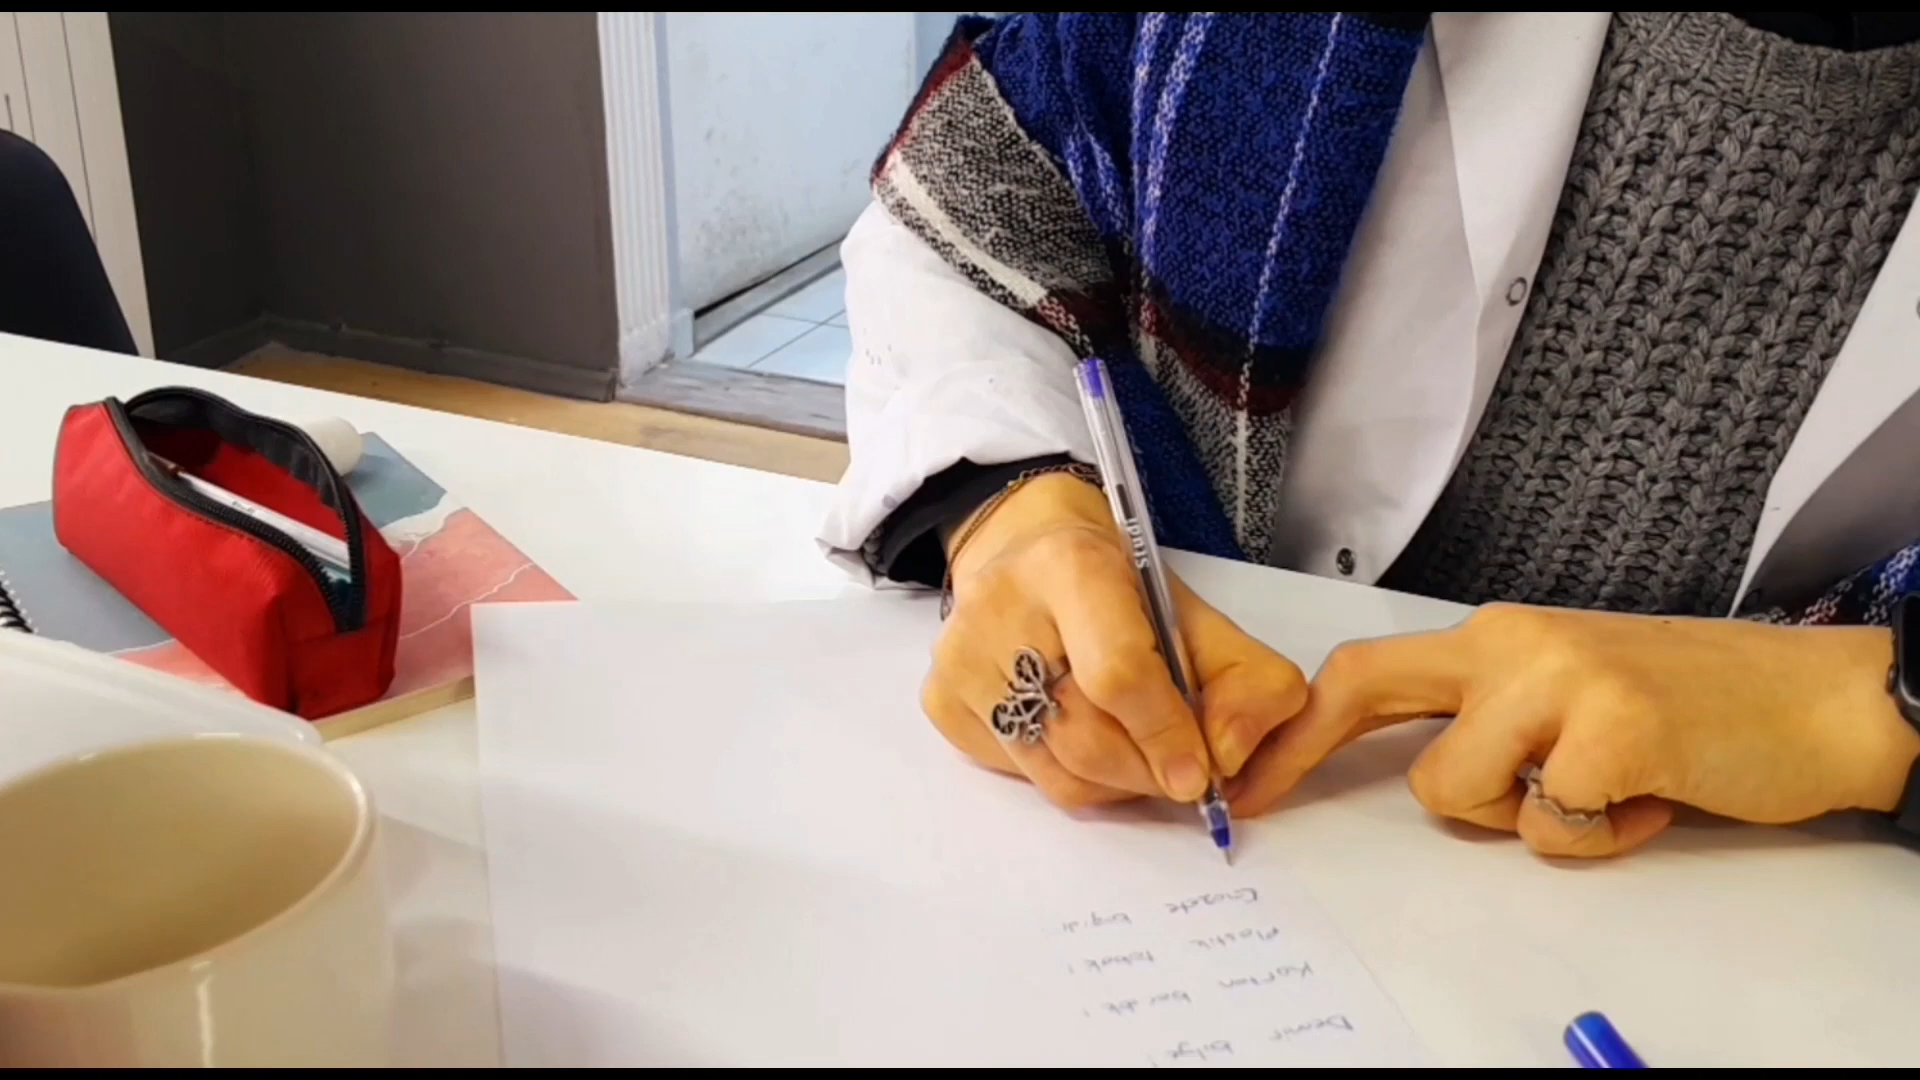 Demir bilye
Karton bardak
Plastik tabak
Gazete kağıdı